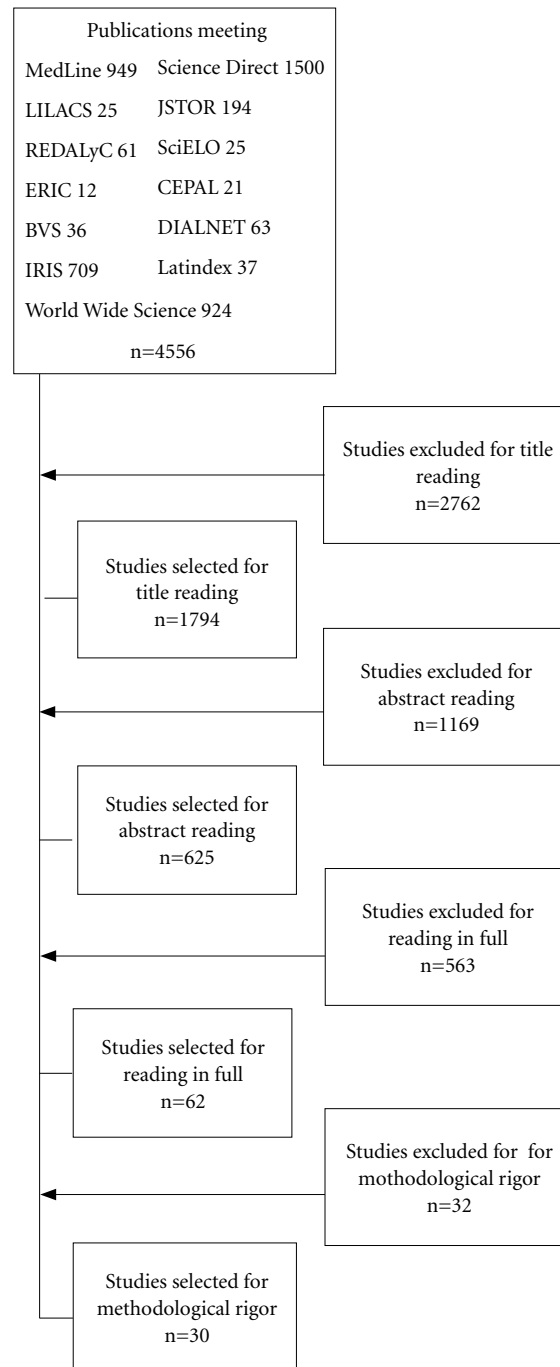 Publications meeting
MedLine 949 Science Direct 1500
LILACS 25 JSTOR 194
REDALyC 61 SciELO 25
ERIC 12 CEPAL 21
BVS 36 DIALNET 63
IRIS 709 Latindex 37
World Wide Science 924
n=4556
Studies excluded for title
reading
n=2762
Studies selected for
title reading
n=1794
Studies excluded for
abstract reading
n=1169
Studies selected for
abstract reading
n=625
Studies excluded for
reading in full
n=563
Studies selected for
reading in full
n=62
Studies excluded for for
mothodological rigor
n=32
Studies selected for
methodological rigor
n=30